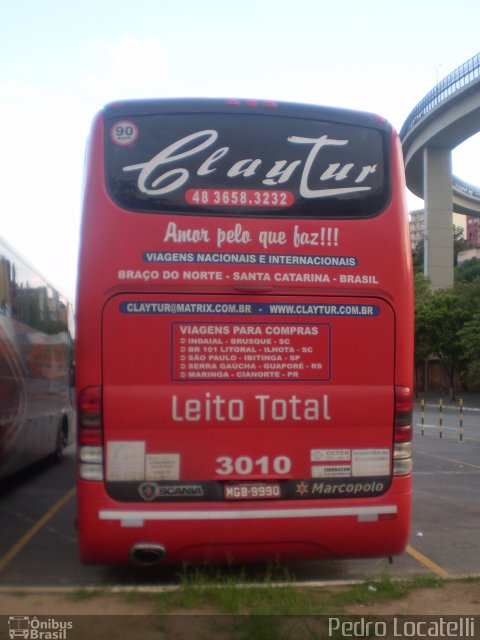 90
km/h
ClayTur
48 3658.3232
Amor pelo que faz!!!
VIAGENS NACIONAIS E INTERNACIONAIS
BRAÇO DO NORTE - SANTA CATARINA - BRASIL
CLAYTUR@MATRIX.COM.BR - WWW.CLAYTUR.COM.BR
VIAGENS PARA COMPRAS
INDAIAL - BRUSQUE - SC
BR 101 LITORAL - ILHOTA - SC
SÃO PAULO - IBITINGA - SP
SERRA GAÚCHA - GUAPORÉ - RS
MARINGA - CIANORTE - PR
Leito Total
3010
DETER
EMBRATUR
SCANIA
MGB-9990
Marcopolo
Ônibus
Brasil
Pedro Locatelli